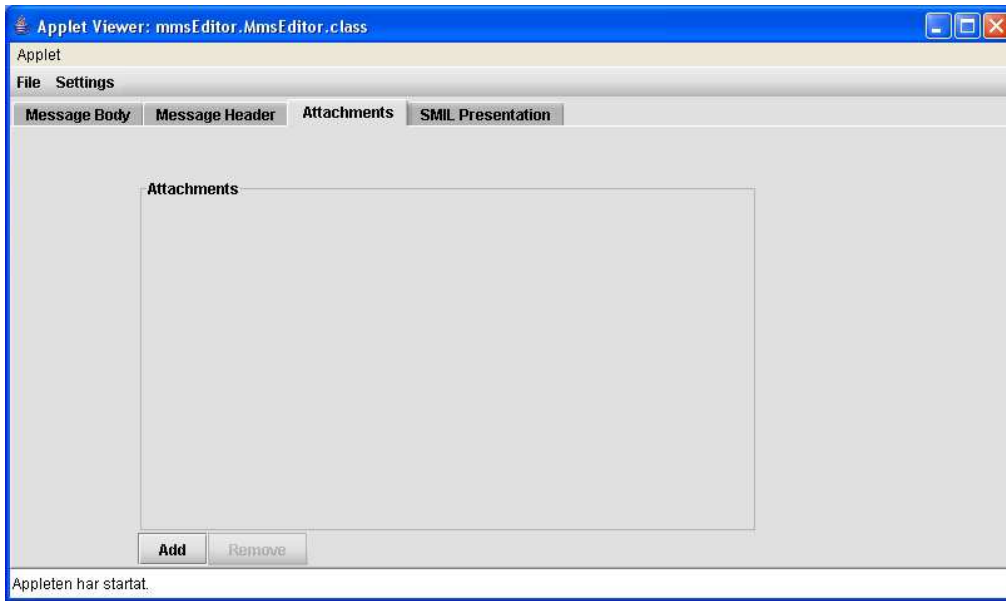 Applet Viewer: mmsEditor.MmsEditor.class
Applet
File Settings
Message Body Message Header Attachments SMIL Presentation
Attachments
Add Remove
Appleten har startat.